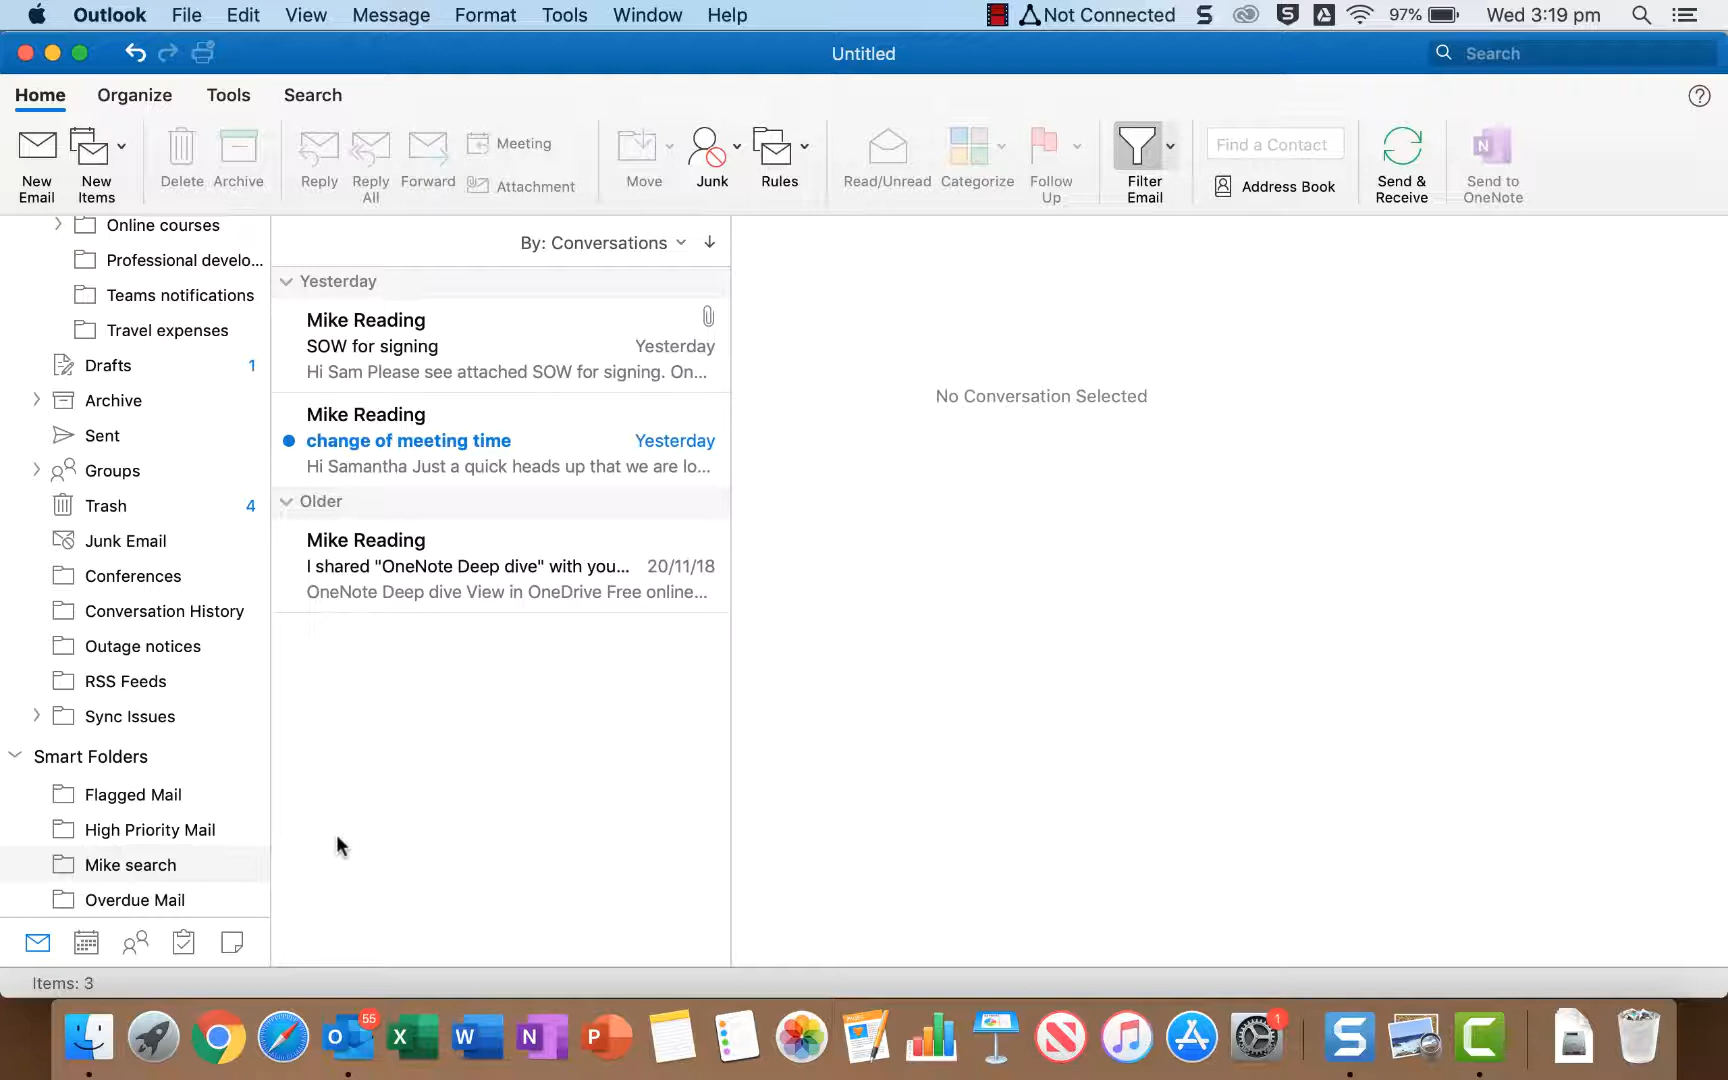 Outlook File Edit View Message Format Tools Window Help Not Connected 97% Wed 3:19 pm
Untitled
Search
Home Organize Tools Search
New Email
New Items
Delete
Archive
Reply
Reply All
Forward
Meeting
Attachment
Move
Junk
Rules
Read/Unread
Categorize
Follow Up
Filter Email
Find a Contact
Address Book
Send & Receive
Send to OneNote
Online courses
Professional develo...
Teams notifications
Travel expenses
Drafts 1
Archive
Sent
Groups
Trash 4
Junk Email
Conferences
Conversation History
Outage notices
RSS Feeds
Sync Issues
Smart Folders
Flagged Mail
High Priority Mail
Mike search
Overdue Mail
By: Conversations
Yesterday
Mike Reading
SOW for signing Yesterday
Hi Sam Please see attached SOW for signing. On...
Mike Reading
change of meeting time Yesterday
Hi Samantha Just a quick heads up that we are lo...
Older
Mike Reading
I shared "OneNote Deep dive" with you... 20/11/18
OneNote Deep dive View in OneDrive Free online...
No Conversation Selected
Items: 3
55
1